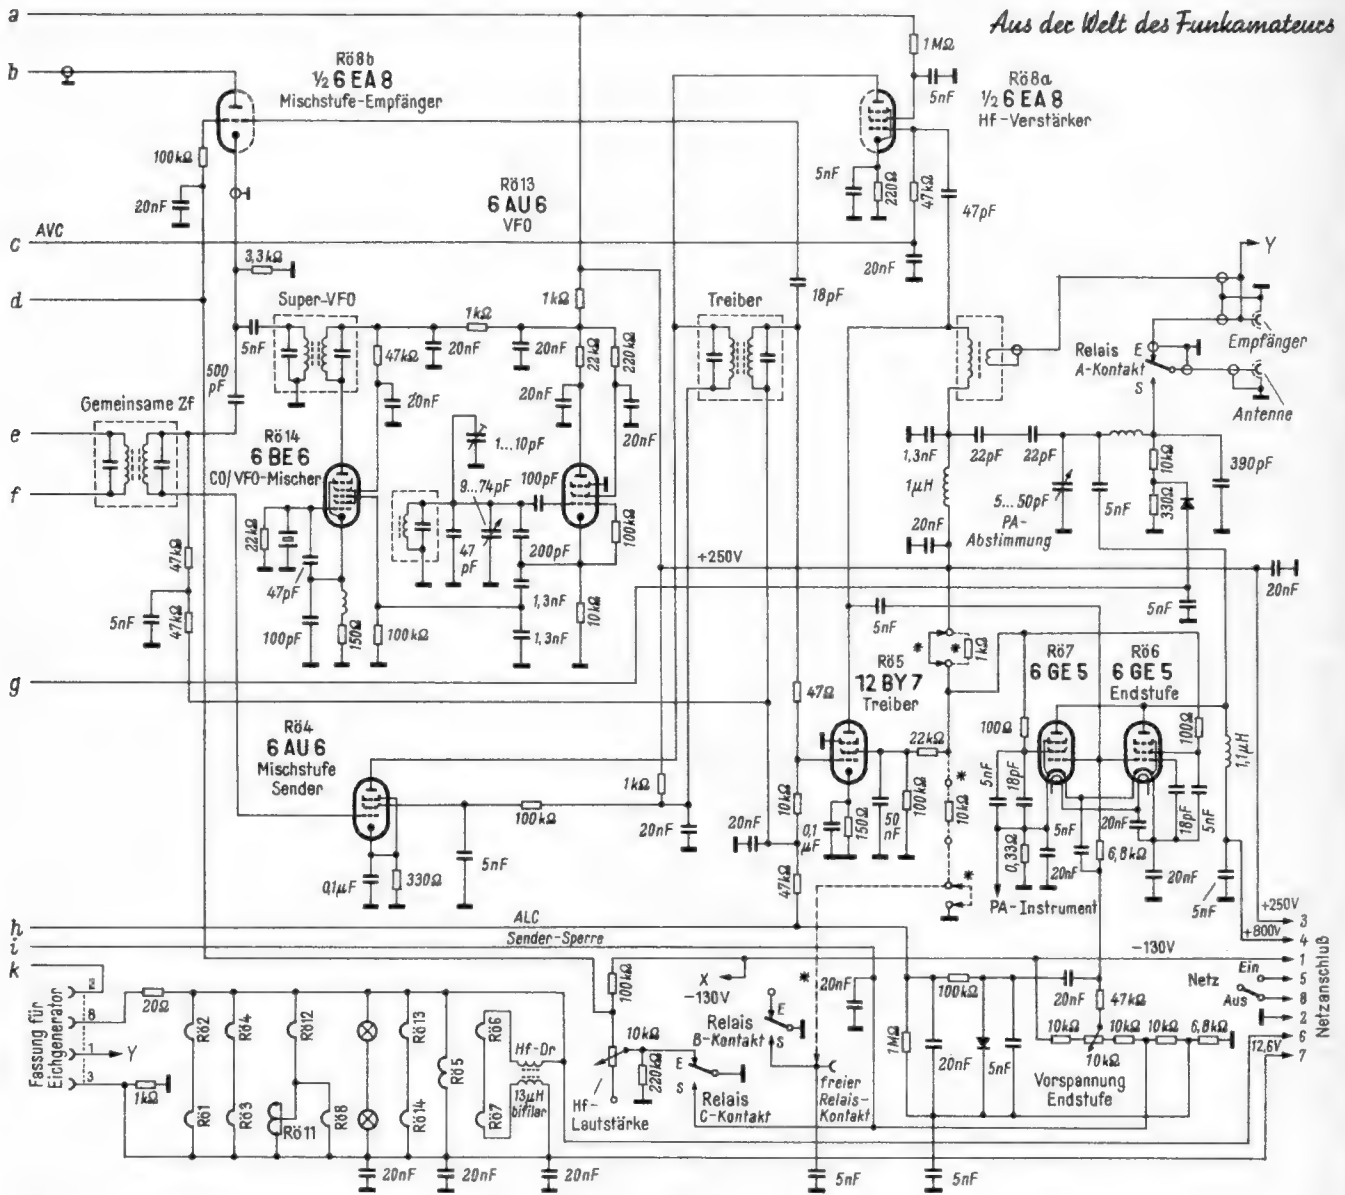 Aus der Welt des Funkamateurs
a
b
Rö8b
½ 6 EA 8
Mischstufe-Empfänger
1MΩ
5nF
Rö8a
½ 6 EA 8
Hf-Verstärker
100kΩ
20nF
Rö13
6 AU 6
VFO
5nF
220Ω
47kΩ
47pF
c
AVC
20nF
Y
3,3kΩ
d
Super-VFO
1kΩ
1kΩ
Treiber
18pF
5nF
47kΩ
20nF
20nF
22kΩ
220kΩ
Relais
A-Kontakt
E
S
Empfänger
Antenne
500
pF
Gemeinsame Zf
20nF
20nF
20nF
e
Rö14
6 BE 6
CO/VFO-Mischer
1...10pF
9...74pF
100pF
1,3nF
22pF
22pF
10kΩ
390pF
f
1µH
5...50pF
PA-
Abstimmung
5nF
330Ω
22kΩ
47pF
47
pF
200pF
100kΩ
20nF
+250V
47kΩ
5nF
47kΩ
100pF
150Ω
100kΩ
1,3nF
1,3nF
10kΩ
5nF
5nF
20nF
*
*
1kΩ
g
Rö5
12 BY 7
Treiber
Rö7
6 GE 5
Rö6
6 GE 5
Endstufe
47Ω
Rö4
6 AU 6
Mischstufe
Sender
22kΩ
100Ω
100Ω
1,1µH
1kΩ
100kΩ
20nF
20nF
10kΩ
0,1
µF
150Ω
50
nF
100kΩ
*
10kΩ
5nF
18pF
5nF
20nF
18pF
5nF
0,1µF
330Ω
5nF
47kΩ
0,33Ω
20nF
6,8kΩ
20nF
*
PA-Instrument
5nF
h
ALC
+250V
3
i
Sender-Sperre
+800V
4
k
-130V
1
Fassung für
Eichgenerator
2
8
1
3
Y
20Ω
1kΩ
Rö2
Rö4
Rö12
Rö13
Rö6
Rö5
Hf-Dr
13µH
bifilar
Rö1
Rö3
Rö11
Rö8
Rö14
Rö7
20nF
20nF
20nF
100kΩ
X
-130V
10kΩ
220kΩ
Hf-
Lautstärke
Relais
B-Kontakt
E
S
*
E
S
Relais
C-Kontakt
20nF
freier
Relais-
Kontakt
5nF
1MΩ
100kΩ
20nF
5nF
20nF
47kΩ
10kΩ
10kΩ
10kΩ
10kΩ
6,8kΩ
Vorspannung
Endstufe
5nF
Netz
Ein
Aus
5
8
2
6
12,6V
7
Netzanschluß